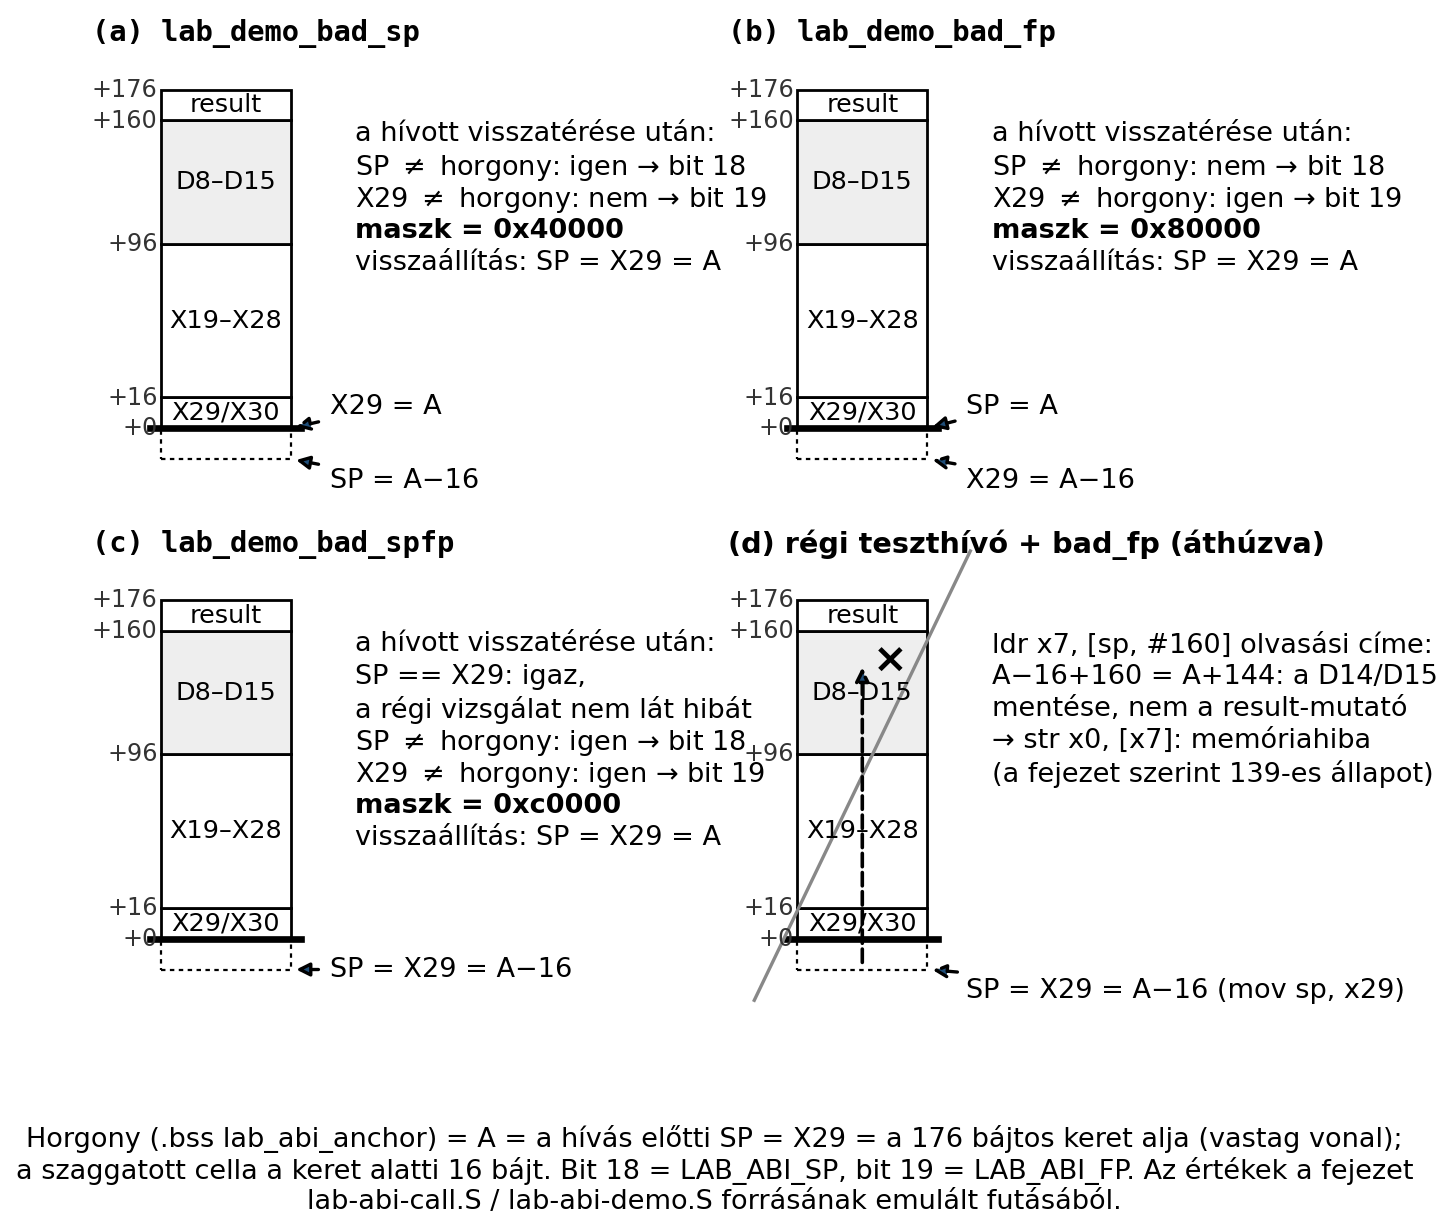 (a) lab_demo_bad_sp
+176
result
+160
D8–D15
+96
X19–X28
+16
X29/X30
+0
a hívott visszatérése után:
SP ≠ horgony: igen → bit 18
X29 ≠ horgony: nem → bit 19
maszk = 0x40000
visszaállítás: SP = X29 = A
X29 = A
SP = A−16
(b) lab_demo_bad_fp
+176
result
+160
D8–D15
+96
X19–X28
+16
X29/X30
+0
a hívott visszatérése után:
SP ≠ horgony: nem → bit 18
X29 ≠ horgony: igen → bit 19
maszk = 0x80000
visszaállítás: SP = X29 = A
SP = A
X29 = A−16
(c) lab_demo_bad_spfp
+176
result
+160
D8–D15
+96
X19–X28
+16
X29/X30
+0
a hívott visszatérése után:
SP == X29: igaz,
a régi vizsgálat nem lát hibát
SP ≠ horgony: igen → bit 18
X29 ≠ horgony: igen → bit 19
maszk = 0xc0000
visszaállítás: SP = X29 = A
SP = X29 = A−16
(d) régi teszthívó + bad_fp (áthúzva)
+176
result
+160
D8–D15
+96
X19–X28
+16
X29/X30
+0
ldr x7, [sp, #160] olvasási címe:
A−16+160 = A+144: a D14/D15
mentése, nem a result-mutató
→ str x0, [x7]: memóriahiba
(a fejezet szerint 139-es állapot)
SP = X29 = A−16 (mov sp, x29)
Horgony (.bss lab_abi_anchor) = A = a hívás előtti SP = X29 = a 176 bájtos keret alja (vastag vonal);
a szaggatott cella a keret alatti 16 bájt. Bit 18 = LAB_ABI_SP, bit 19 = LAB_ABI_FP. Az értékek a fejezet
lab-abi-call.S / lab-abi-demo.S forrásának emulált futásából.